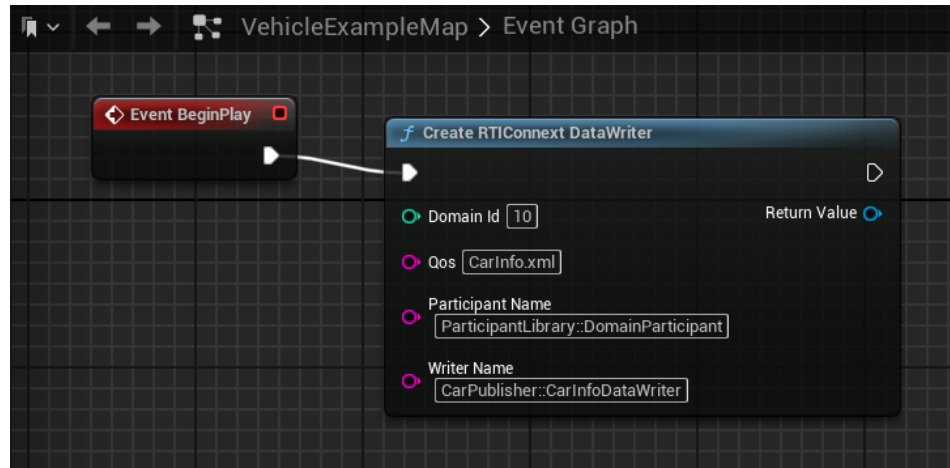 VehicleExampleMap > Event Graph
Event BeginPlay
f Create RTIConnext DataWriter
Domain Id 10
Return Value
Qos CarInfo.xml
Participant Name
ParticipantLibrary::DomainParticipant
Writer Name
CarPublisher::CarInfoDataWriter